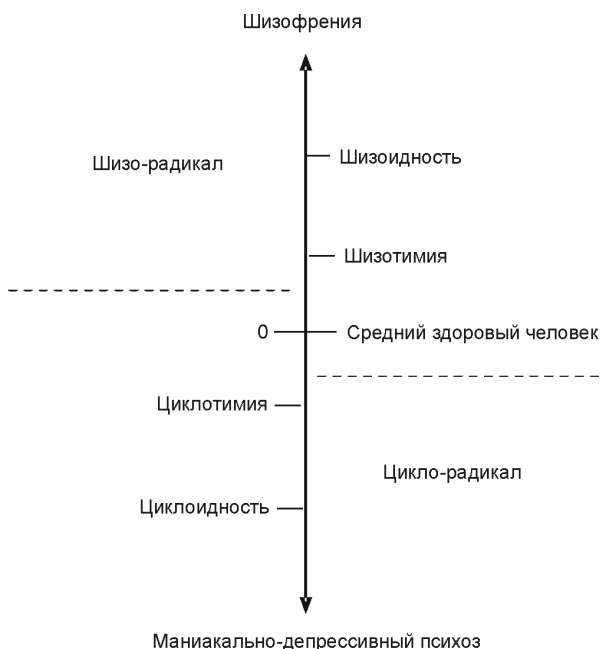 Шизофрения
Шизоидность
Шизо-радикал
Шизотимия
0
Средний здоровый человек
Циклотимия
Цикло-радикал
Циклоидность
Маниакально-депрессивный психоз